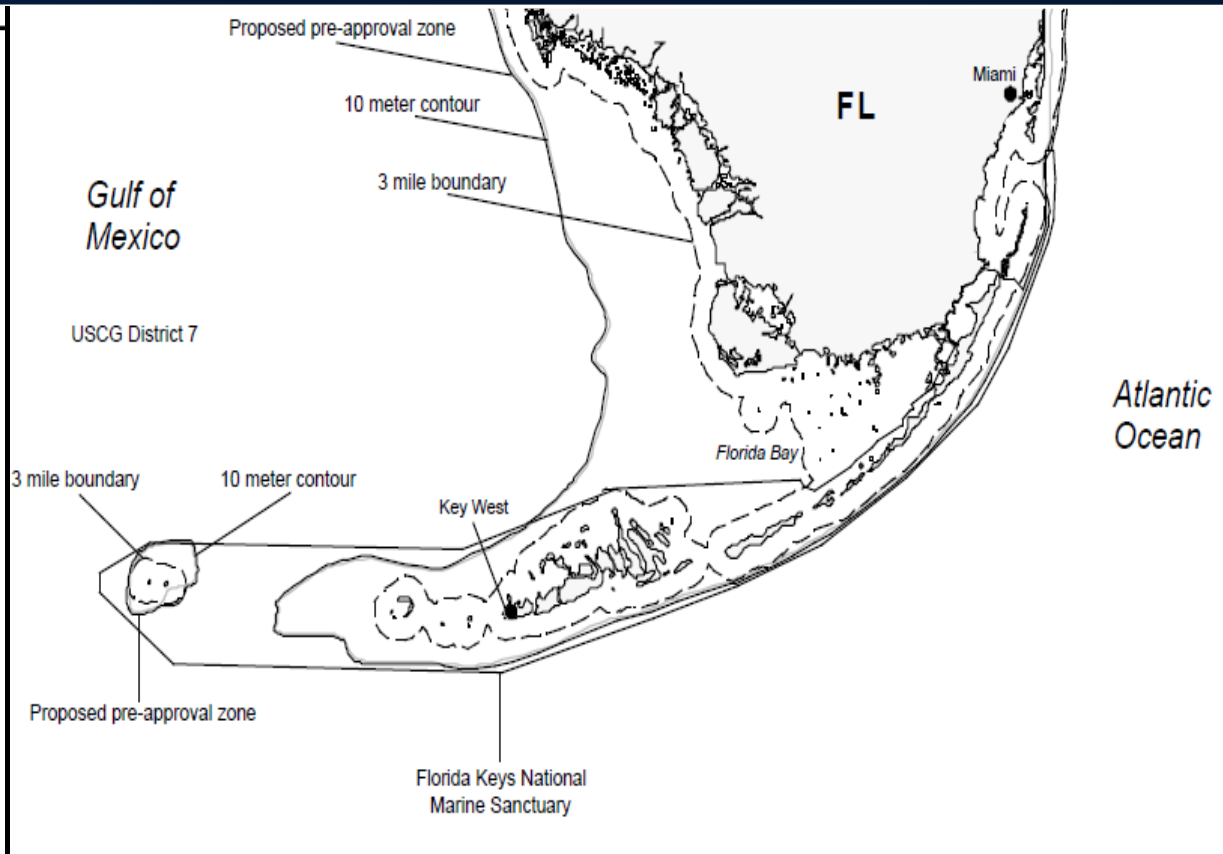 Proposed pre-approval zone
10 meter contour
3 mile boundary
Gulf of
Mexico
USCG District 7
FL
Miami
Atlantic
Ocean
Florida Bay
3 mile boundary
10 meter contour
Key West
Proposed pre-approval zone
Florida Keys National
Marine Sanctuary